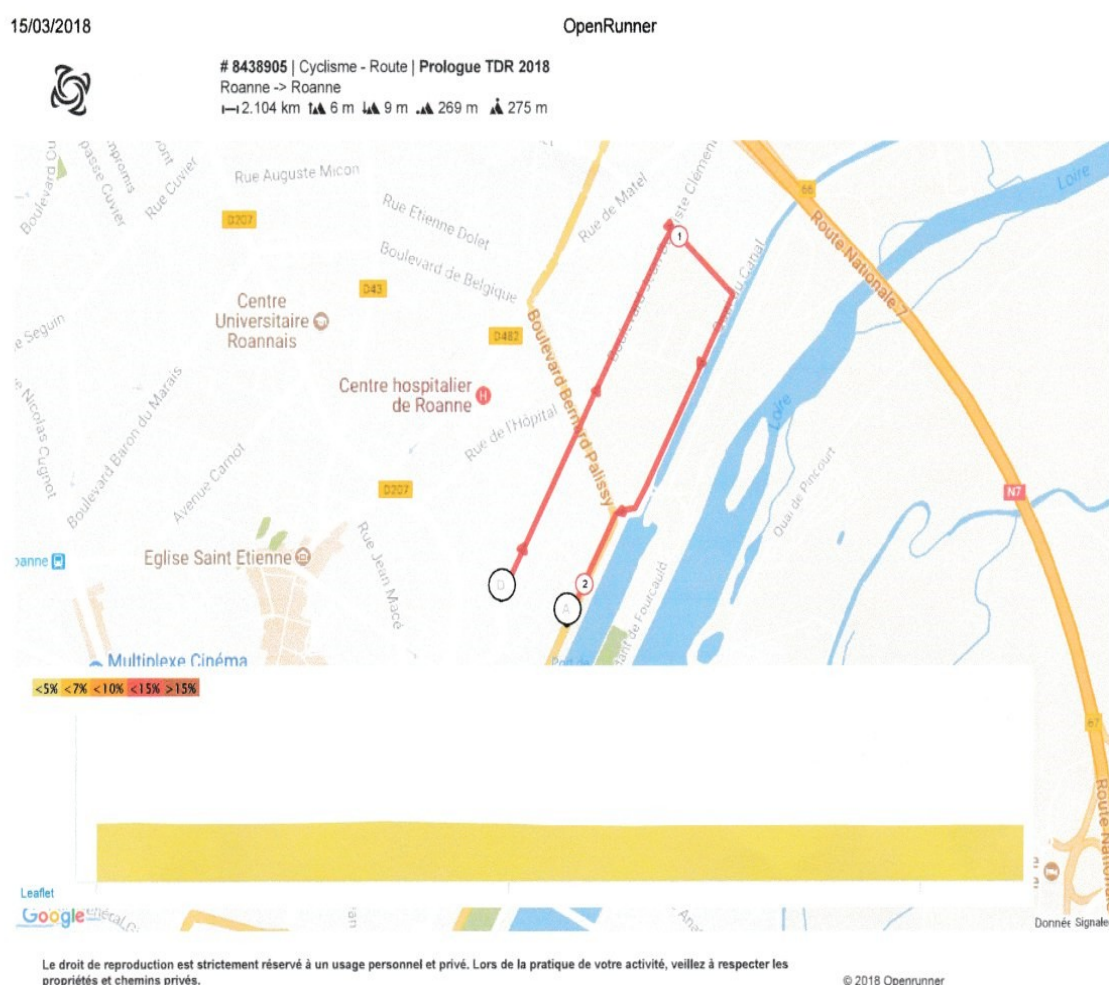 15/03/2018
OpenRunner
# 8438905 | Cyclisme - Route | Prologue TDR 2018
Roanne -> Roanne
2.104 km 6 m 9 m 269 m 275 m
Rue Auguste Micon
Rue Cuvier
D207
Rue Etienne Dolet
Rue de Matel
66
Loire
Boulevard de Belgique
1
Route Nationale 7
D43
Centre
Universitaire
Roannais
D482
Boulevard Bernard Palissy
Centre hospitalier
de Roanne
H
Loire
Rue de l'Hôpital
Boulevard Baron du Marais
Avenue Carnot
D207
Quai de Pincourt
N7
Eglise Saint Etienne
Rue Jean Macé
D
2
A
Multiplexe Cinéma
<5% <7% <10% <15% >15%
67
Leaflet
Google
Le droit de reproduction est strictement réservé à un usage personnel et privé. Lors de la pratique de votre activité, veillez à respecter les
propriétés et chemins privés.
© 2018 Openrunner